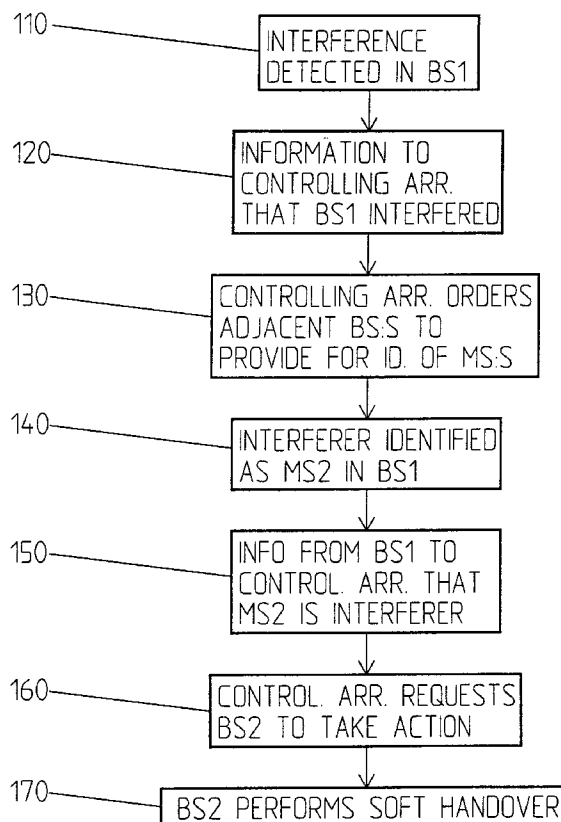 110
INTERFERENCE
DETECTED IN BS1
120
INFORMATION TO
CONTROLLING ARR.
THAT BS1 INTERFERED
130
CONTROLLING ARR. ORDERS
ADJACENT BS:S TO
PROVIDE FOR ID. OF MS:S
140
INTERFERER IDENTIFIED
AS MS2 IN BS1
150
INFO FROM BS1 TO
CONTROL. ARR. THAT
MS2 IS INTERFERER
160
CONTROL. ARR. REQUESTS
BS2 TO TAKE ACTION
170
BS2 PERFORMS SOFT HANDOVER